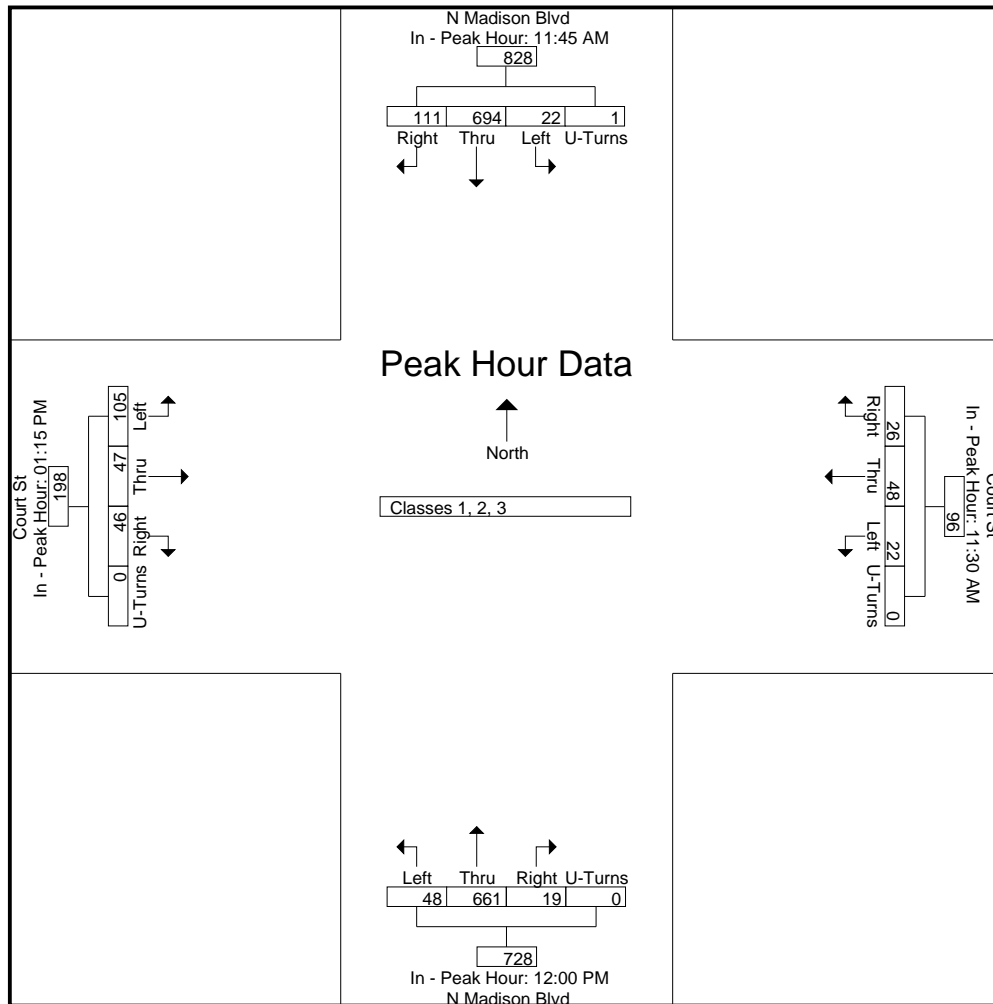 N Madison Blvd
In - Peak Hour: 11:45 AM
828
111 694 22 1
Right Thru Left U-Turns
Peak Hour Data
North
Classes 1, 2, 3
Court St
In - Peak Hour: 01:15 PM
198
105 47 46 0
Left Thru Right U-Turns
Court St
In - Peak Hour: 11:30 AM
96
26 48 22 0
Right Thru Left U-Turns
Left Thru Right U-Turns
48 661 19 0
728
In - Peak Hour: 12:00 PM
N Madison Blvd